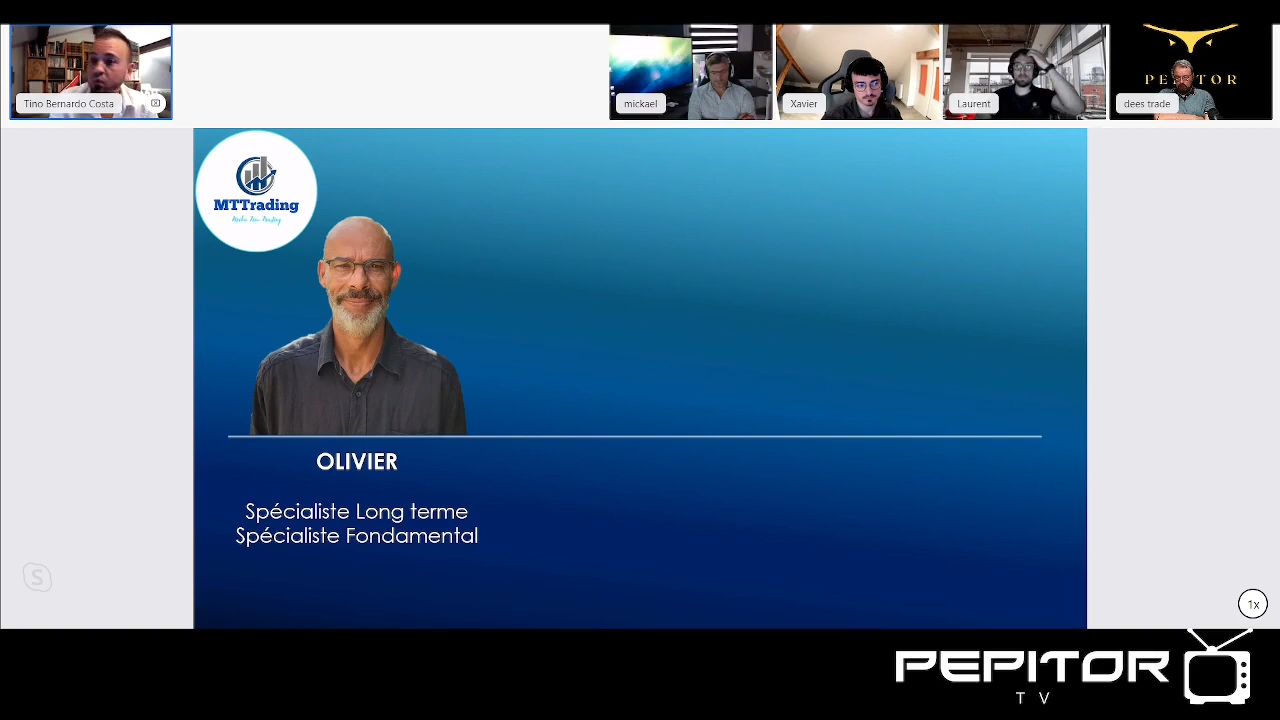 Tino Bernardo Costa
mickael
Xavier
Laurent
PEPITOR
dees trade
MTTrading
OLIVIER
Spécialiste Long terme
Spécialiste Fondamental
S
1x
PEPITOR
TV